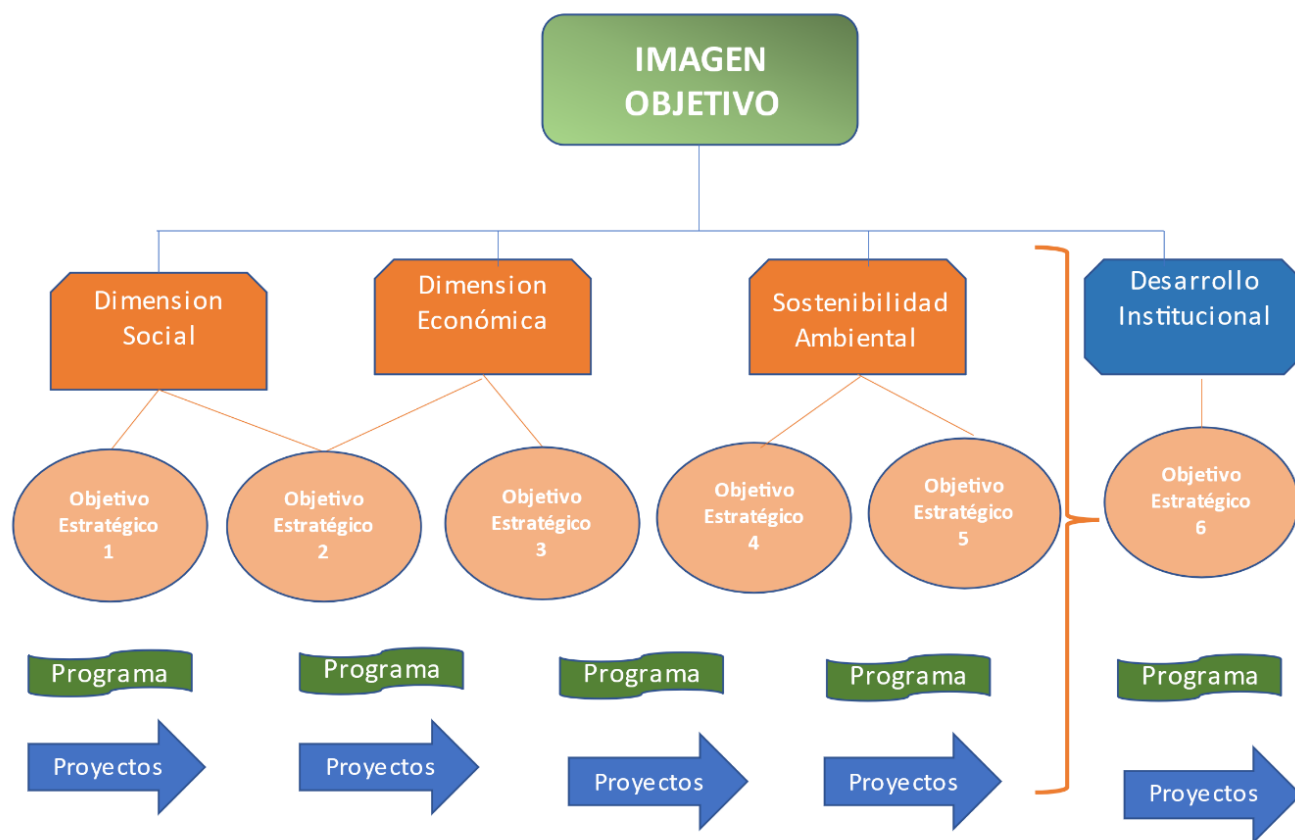 IMAGEN
OBJETIVO
Dimension
Social
Dimension
Económica
Sostenibilidad
Ambiental
Desarrollo
Institucional
Objetivo
Estratégico
1
Objetivo
Estratégico
2
Objetivo
Estratégico
3
Objetivo
Estratégico
4
Objetivo
Estratégico
5
Objetivo
Estratégico
6
Programa
Programa
Programa
Programa
Programa
Proyectos
Proyectos
Proyectos
Proyectos
Proyectos